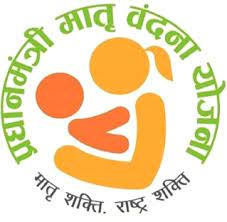 प्रधानमंत्री मातृ वंदना योजना
मातृ शक्ति. राष्ट्र शक्ति